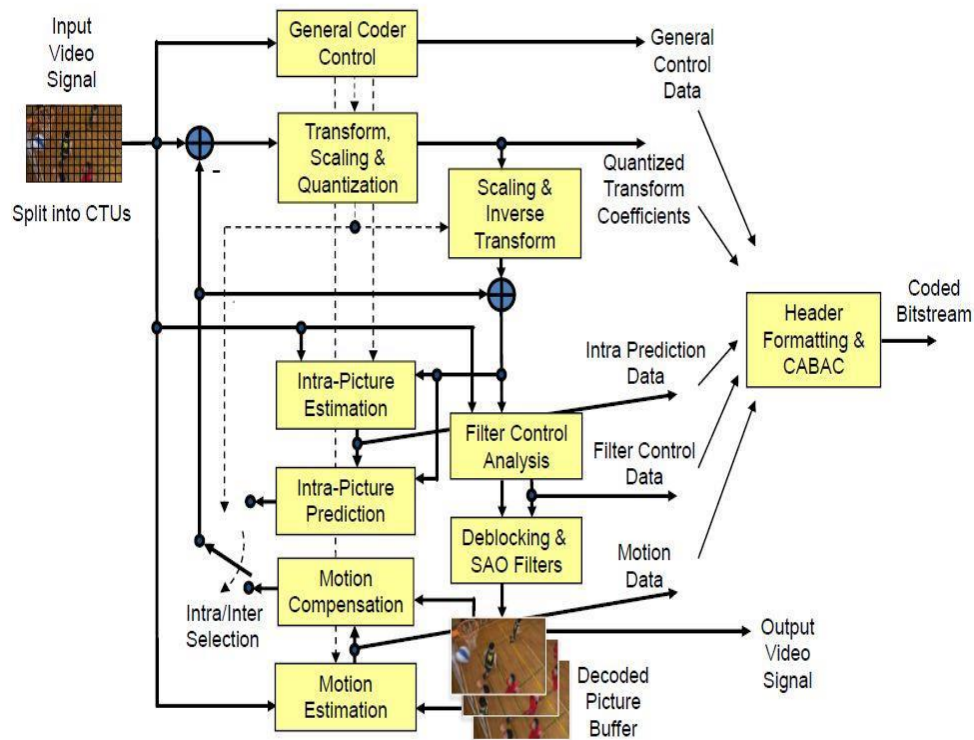 Input
Video
Signal
Split into CTUs
General Coder
Control
General
Control
Data
Transform,
Scaling &
Quantization
-
Quantized
Transform
Coefficients
Scaling &
Inverse
Transform
-
Header
Formatting &
CABAC
Coded
Bitstream
Intra Prediction
Data
Intra-Picture
Estimation
Filter Control
Analysis
Filter Control
Data
Intra-Picture
Prediction
Deblocking &
SAO Filters
Motion
Data
Motion
Compensation
Intra/Inter
Selection
Output
Video
Signal
Motion
Estimation
Decoded
Picture
Buffer